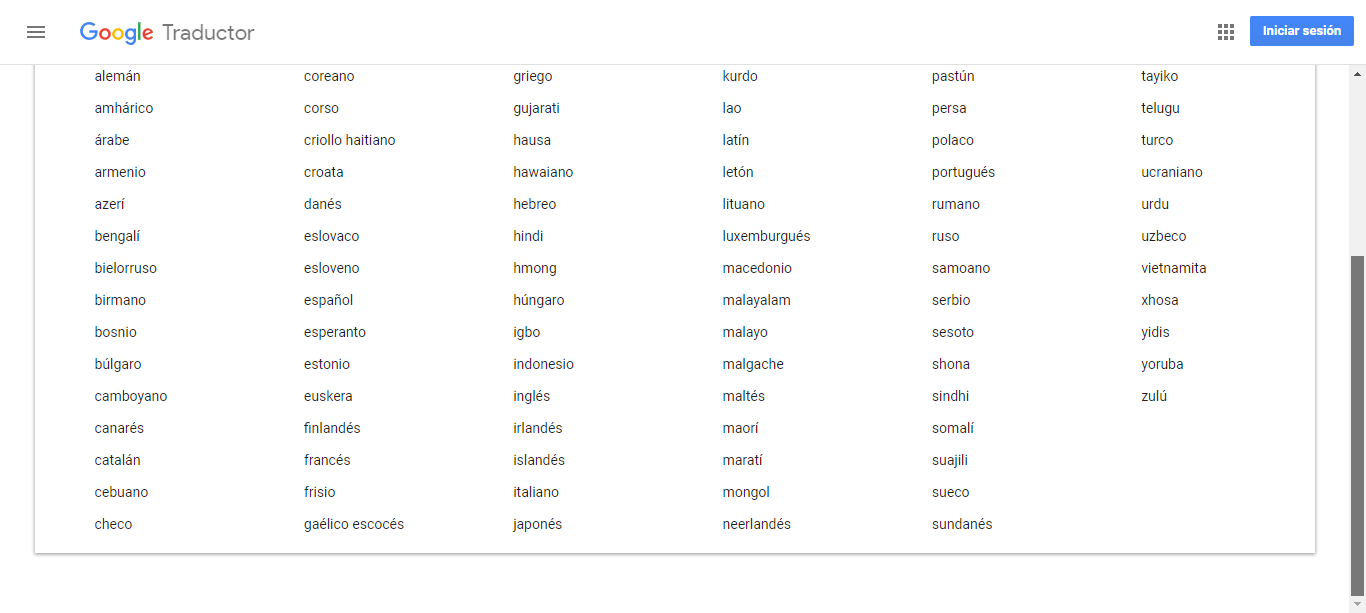 Google Traductor
Iniciar sesión
alemán coreano griego kurdo pastún tayiko
amhárico corso gujarati lao persa telugu
árabe criollo haitiano hausa latín polaco turco
armenio croata hawaiano letón portugués ucraniano
azerí danés hebreo lituano rumano urdu
bengalí eslovaco hindi luxemburgués ruso uzbeco
bielorruso esloveno hmong macedonio samoano vietnamita
birmano español húngaro malayalam serbio xhosa
bosnio esperanto igbo malayo sesoto yidis
búlgaro estonio indonesio malgache shona yoruba
camboyano euskera inglés maltés sindhi zulú
canarés finlandés irlandés maorí somalí
catalán francés islandés maratí suajili
cebuano frisio italiano mongol sueco
checo gaélico escocés japonés neerlandés sundanés